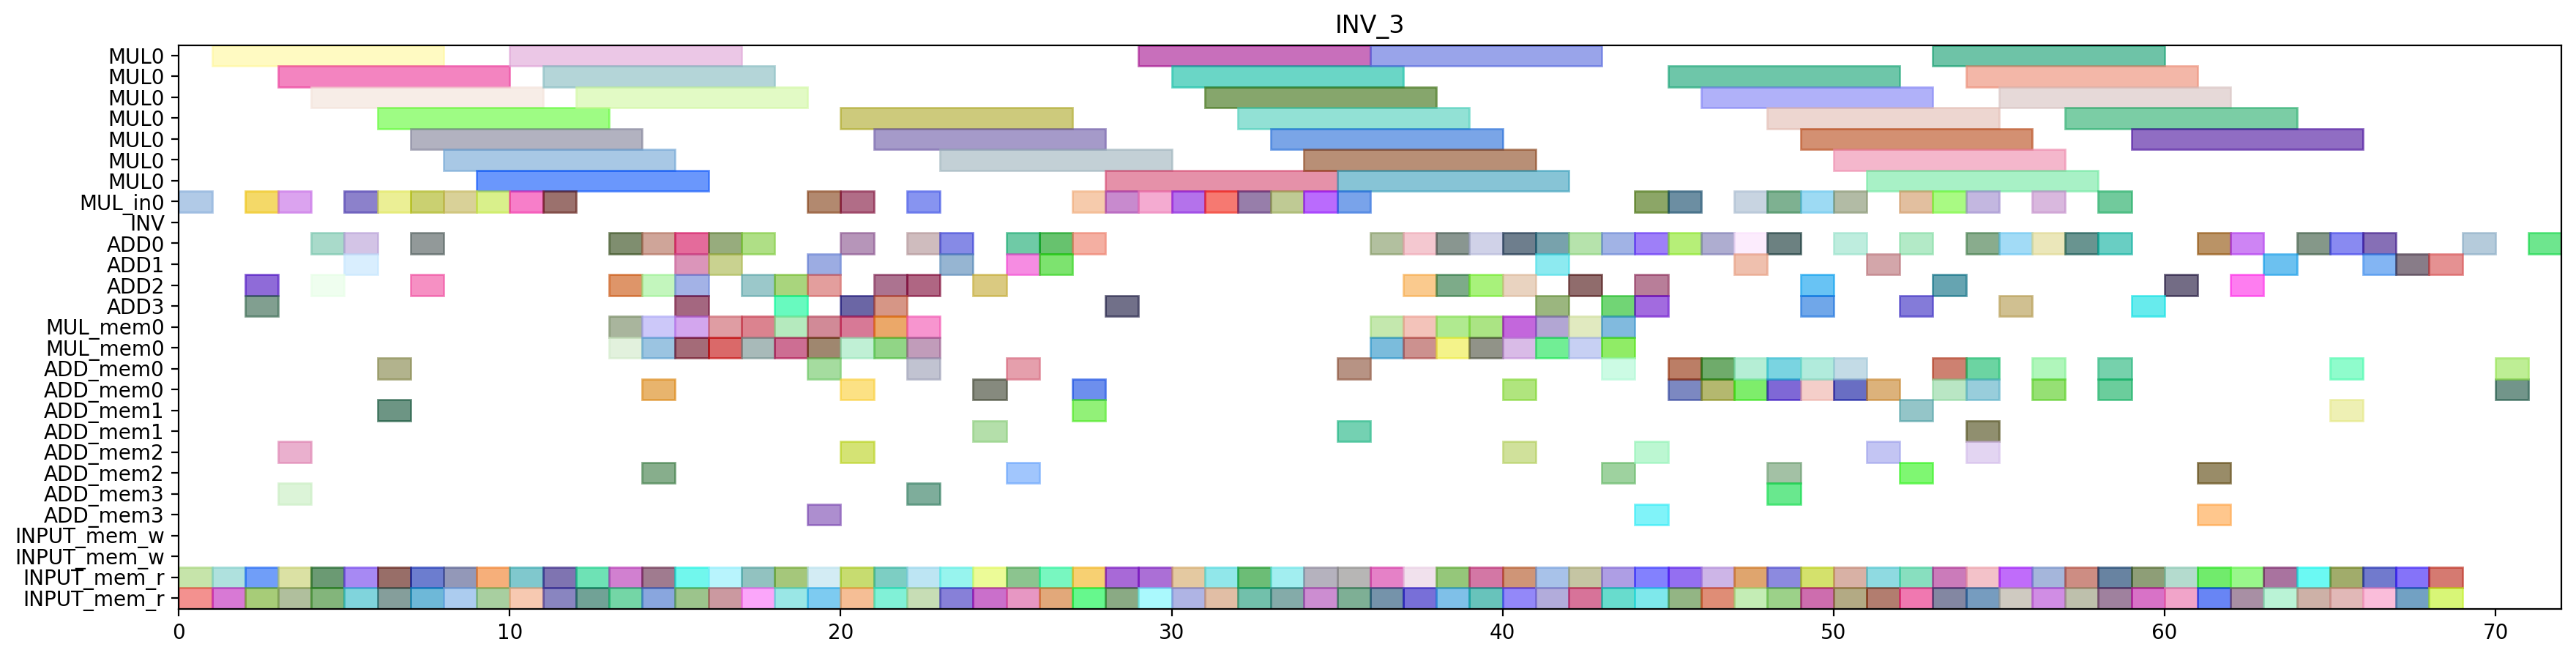 INV_3
MUL0
MUL0
MUL0
MUL0
MUL0
MUL0
MUL0
MUL_in0
INV
ADD0
ADD1
ADD2
ADD3
MUL_mem0
MUL_mem0
ADD_mem0
ADD_mem0
ADD_mem1
ADD_mem1
ADD_mem2
ADD_mem2
ADD_mem3
ADD_mem3
INPUT_mem_w
INPUT_mem_w
INPUT_mem_r
INPUT_mem_r
0 10 20 30 40 50 60 70